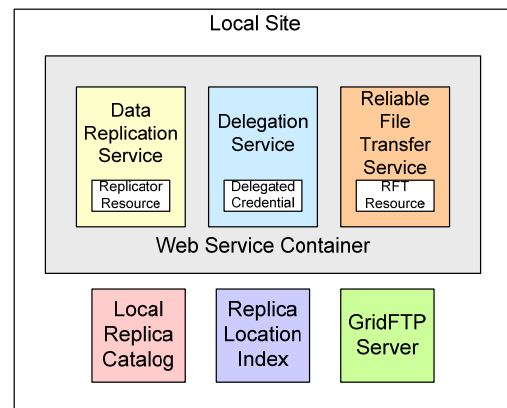 Local Site
Data
Replication
Service
Replicator
Resource
Delegation
Service
Delegated
Credential
Reliable
File
Transfer
Service
RFT
Resource
Web Service Container
Local
Replica
Catalog
Replica
Location
Index
GridFTP
Server